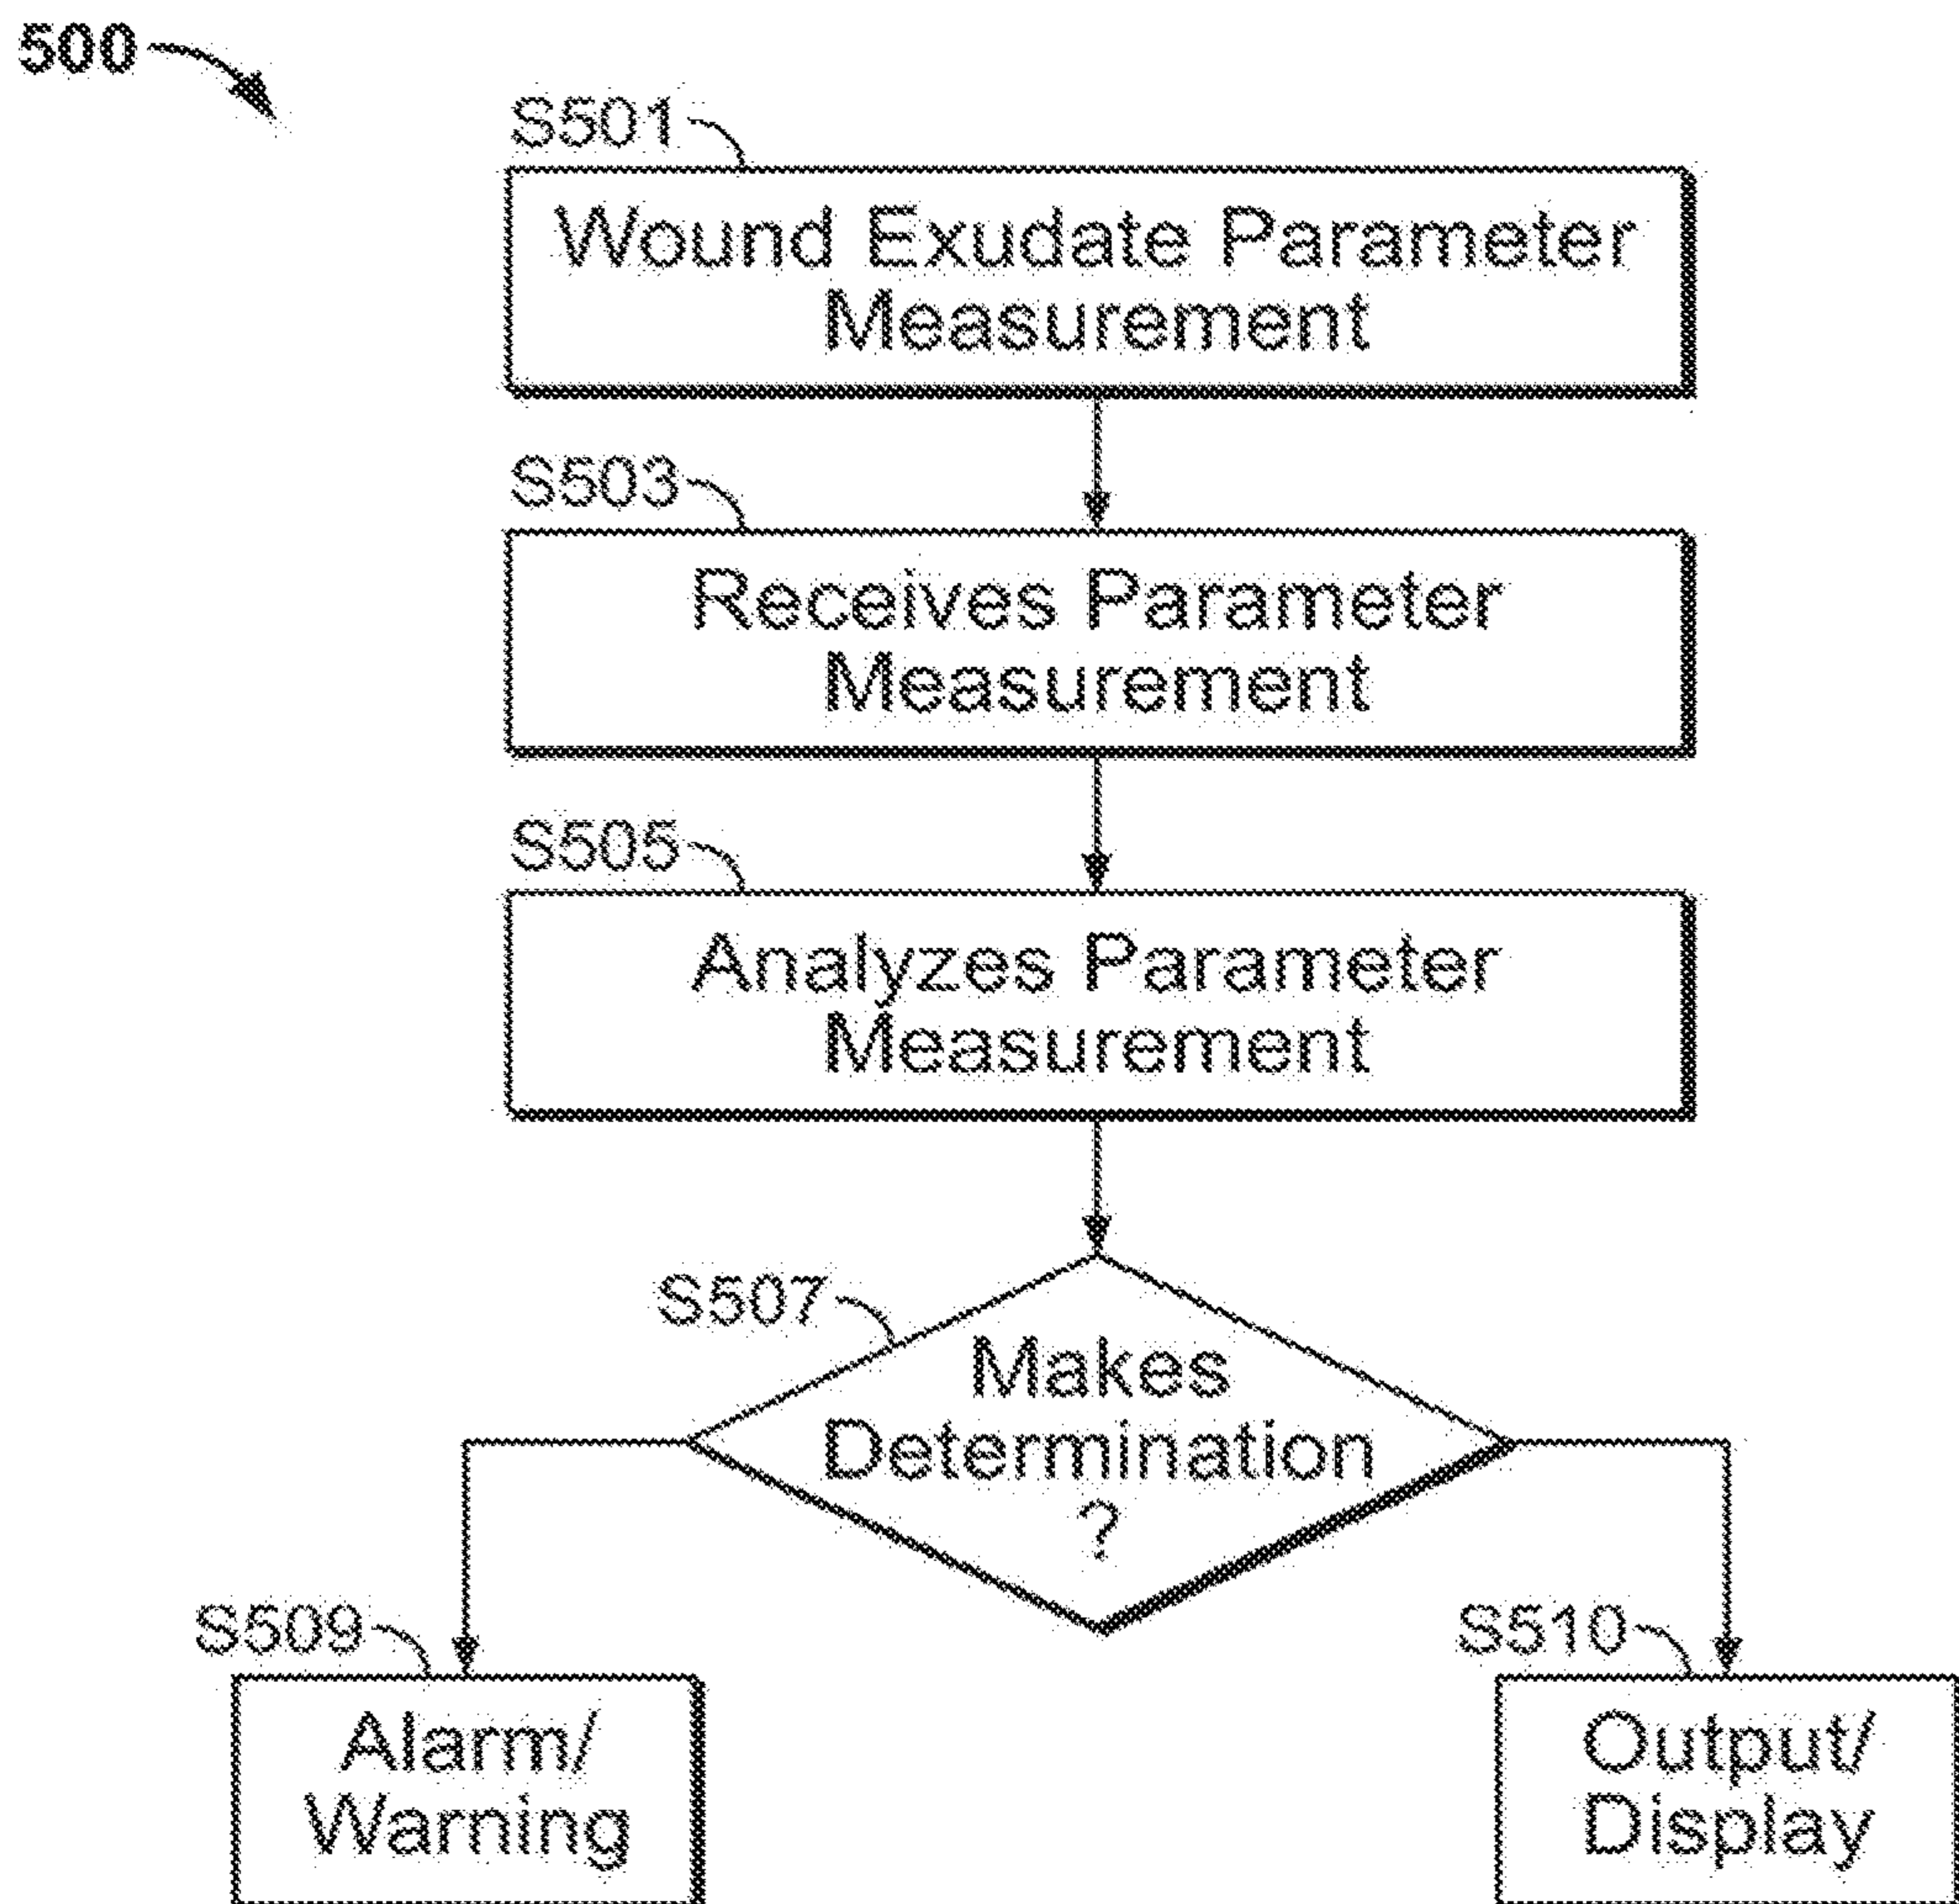 500
S501
Wound Exudate Parameter
Measurement
S503
Receives Parameter
Measurement
S505
Analyzes Parameter
Measurement
S507
Makes
Determination
?
S509
Alarm/
Warning
S510
Output/
Display